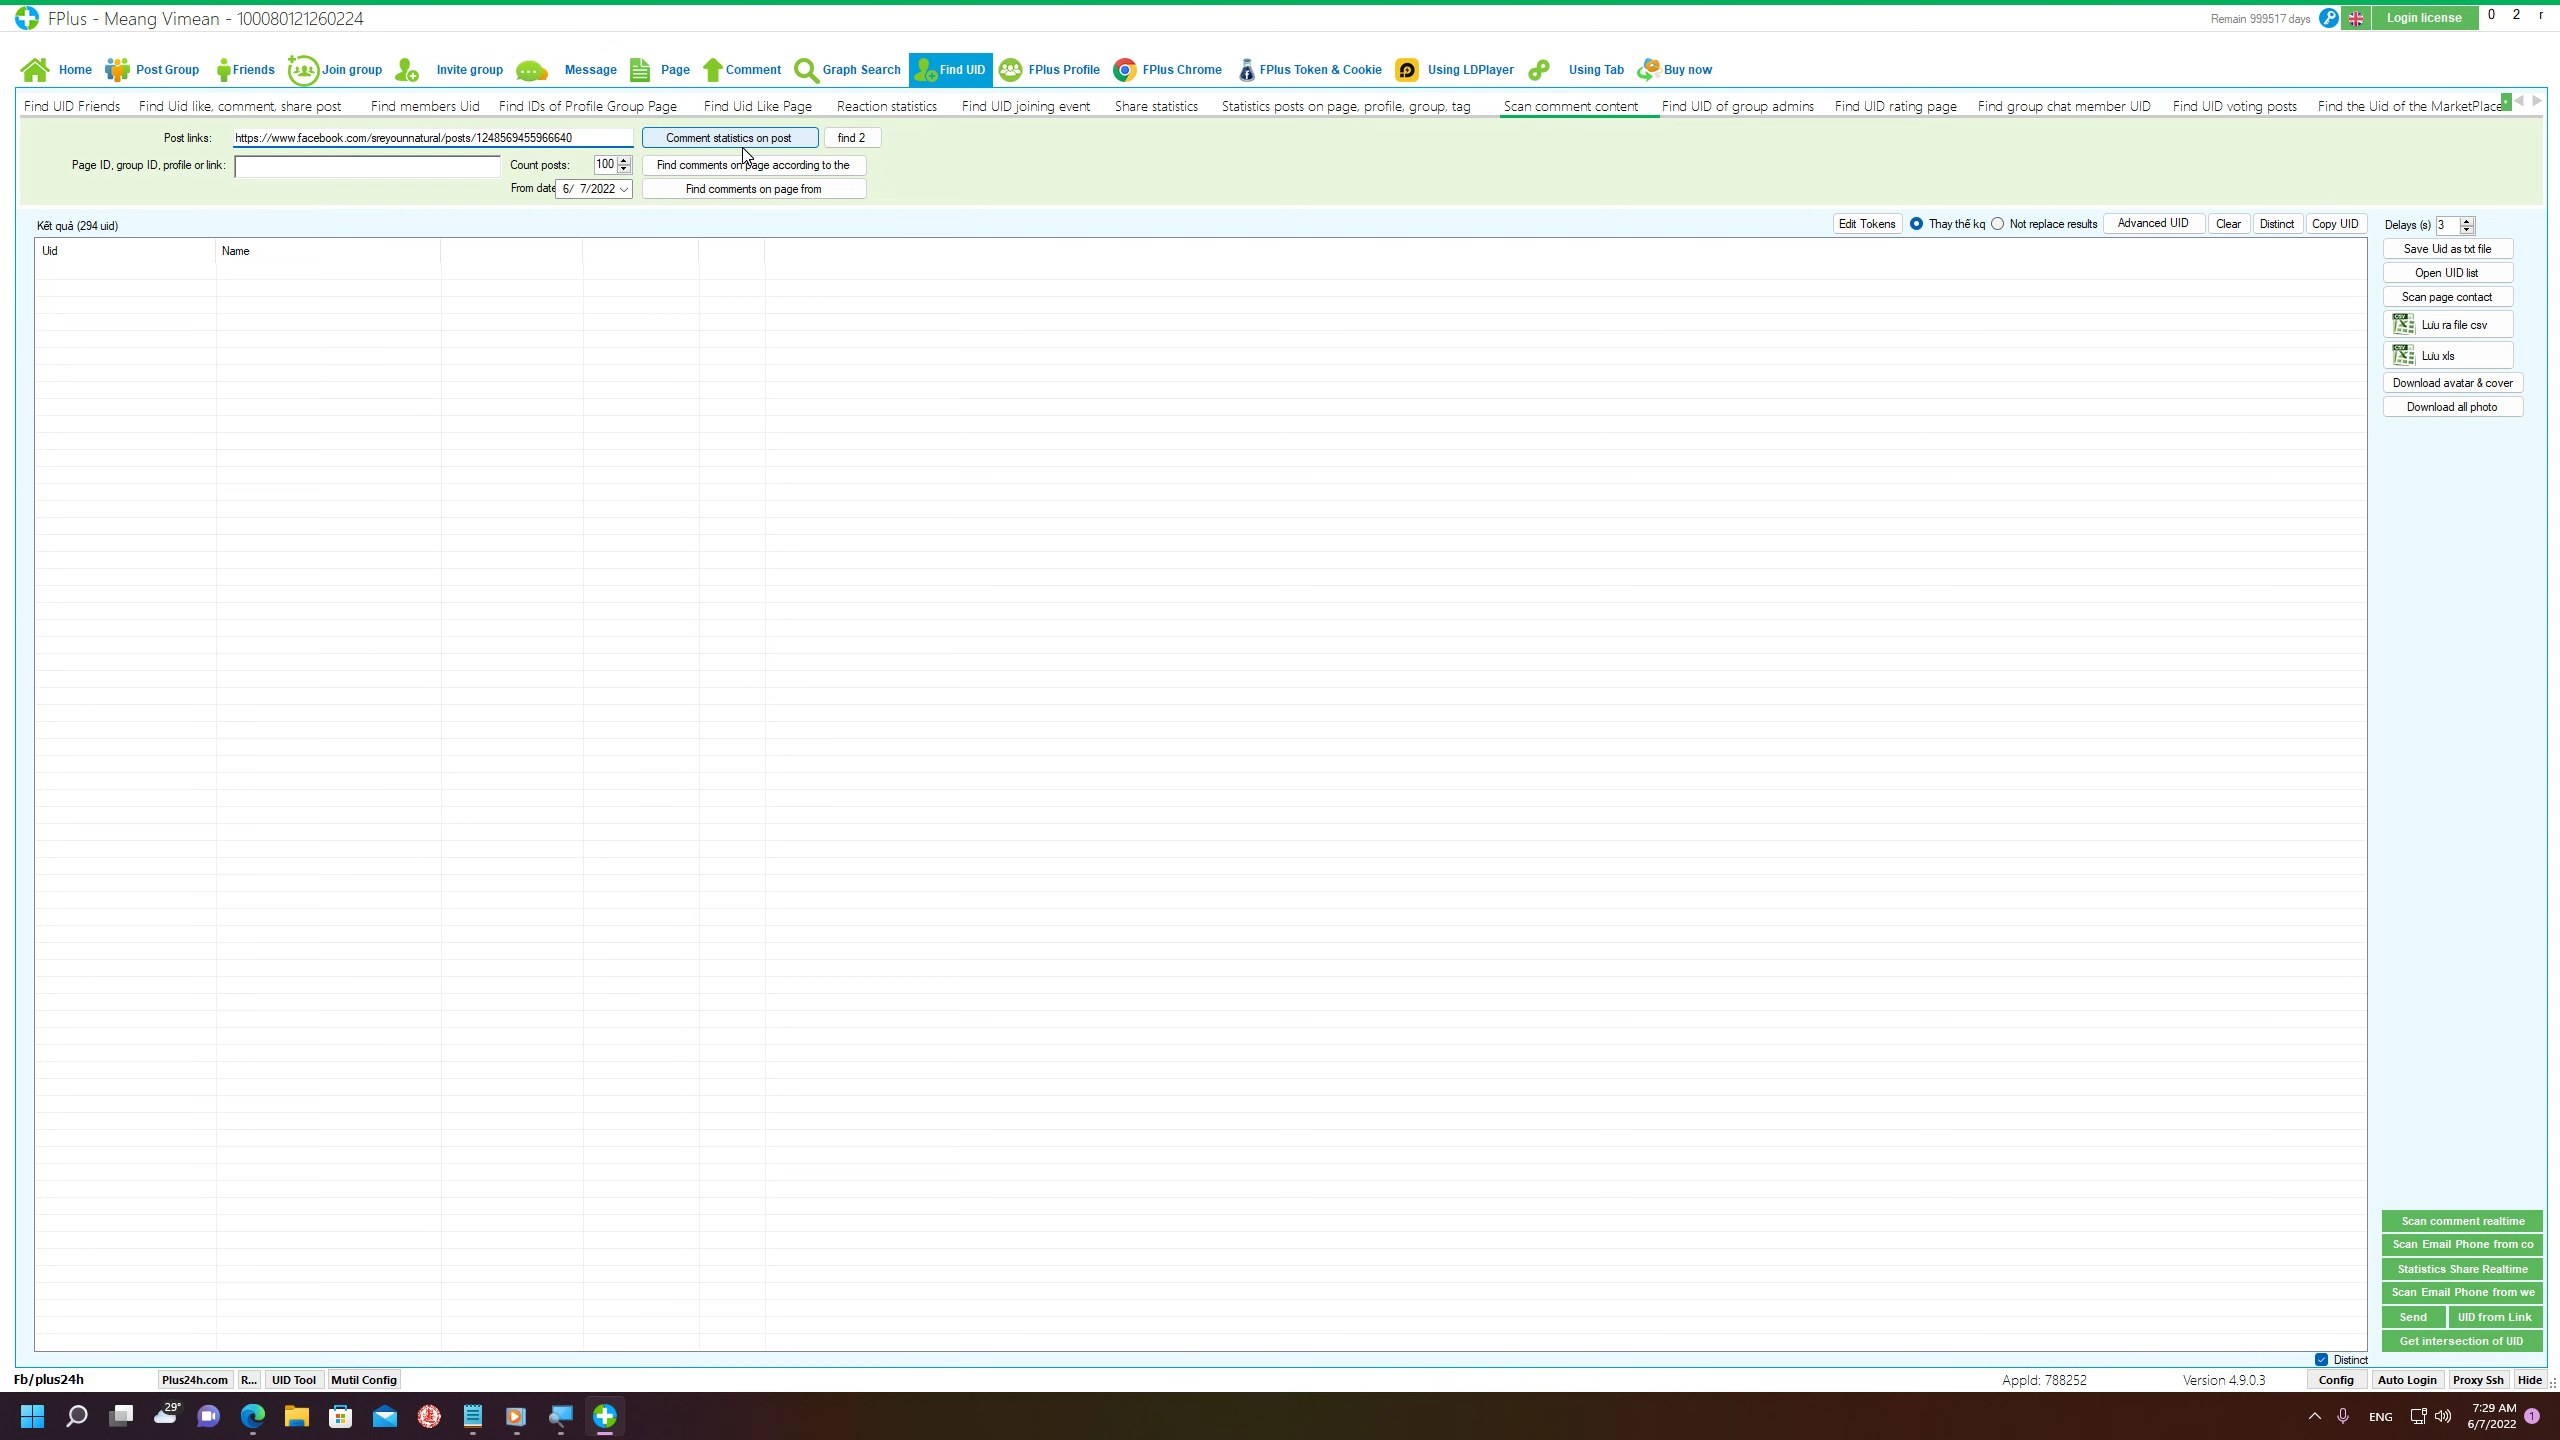 FPlus - Meang Vimean - 100080121260224
Remain 999517 days
Login license
0 2 r
Home Post Group Friends Join group Invite group Message Page Comment Graph Search Find UID FPlus Profile FPlus Chrome FPlus Token & Cookie Using LDPlayer Using Tab Buy now
Find UID Friends Find Uid like, comment, share post Find members Uid Find IDs of Profile Group Page Find Uid Like Page Reaction statistics Find UID joining event Share statistics Statistics posts on page, profile, group, tag Scan comment content Find UID of group admins Find UID rating page Find group chat member UID Find UID voting posts Find the Uid of the MarketPlace
Post links: https://www.facebook.com/sreyounnatural/posts/1248569455966640 Comment statistics on post find 2
Page ID, group ID, profile or link: Count posts: 100 Find comments on page according to the
From date 6/ 7/2022 Find comments on page from
Kết quả (294 uid) Edit Tokens Thay thế kq Not replace results Advanced UID Clear Distinct Copy UID Delays (s) 3
Uid Name
Save Uid as txt file
Open UID list
Scan page contact
Lưu ra file csv
Lưu xls
Download avatar & cover
Download all photo
Scan comment realtime
Scan Email Phone from co
Statistics Share Realtime
Scan Email Phone from we
Send UID from Link
Get intersection of UID
Distinct
Fb/plus24h Plus24h.com R... UID Tool Mutil Config AppId: 788252 Version 4.9.0.3 Config Auto Login Proxy Ssh Hide
29° ENG 7:29 AM
6/7/2022 1